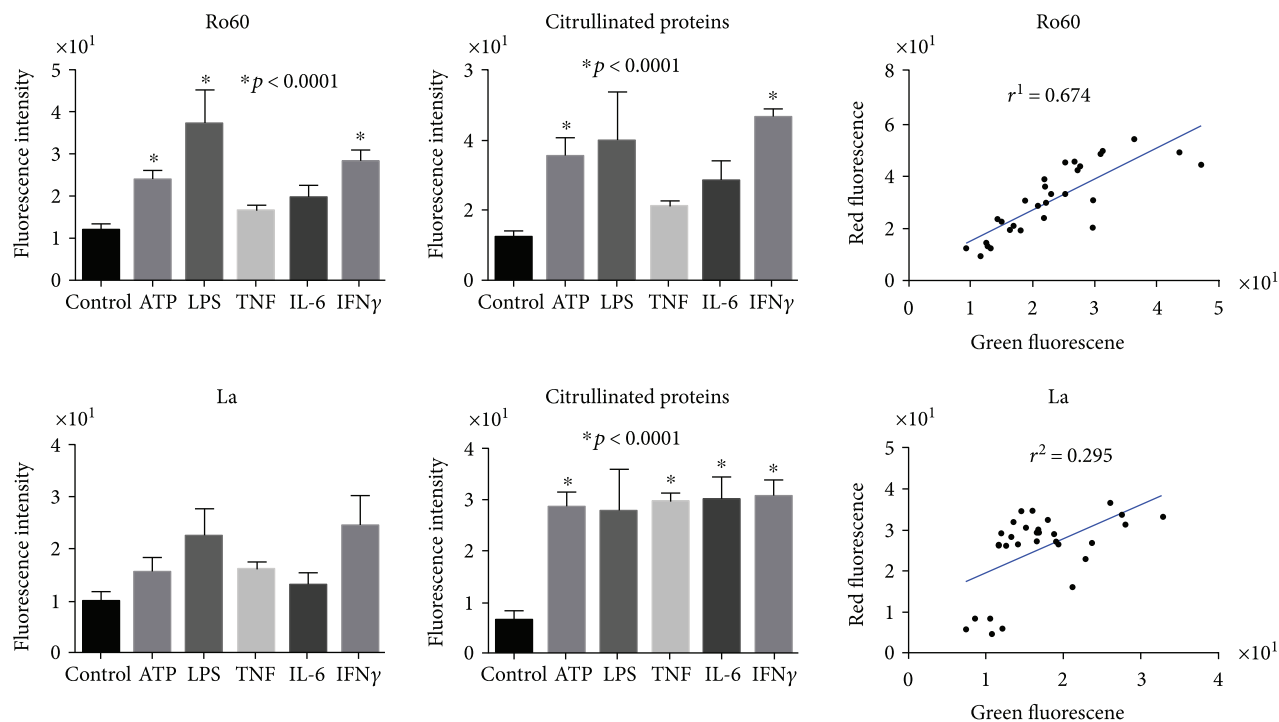 Ro60
×10¹
5
4
3
2
1
0
Fluorescence intensity
* p < 0.0001
*
*
*
Control ATP LPS TNF IL-6 IFNγ
Citrullinated proteins
×10¹
3
4
2
0
Fluorescence intensity
* p < 0.0001
*
*
Control ATP LPS TNF IL-6 IFNγ
Ro60
×10¹
8
6
4
2
0
Red fluorescence
r¹ = 0.674
0 1 2 3 4 5
×10¹
Green fluorescene
La
×10¹
4
3
2
1
0
Fluorescence intensity
Control ATP LPS TNF IL-6 IFNγ
Citrullinated proteins
×10¹
4
3
2
1
0
Fluorescence intensity
* p < 0.0001
*
*
*
*
Control ATP LPS TNF IL-6 IFNγ
La
×10¹
5
4
3
2
1
0
Red fluorescence
r² = 0.295
0 1 2 3 4
×10¹
Green fluorescene